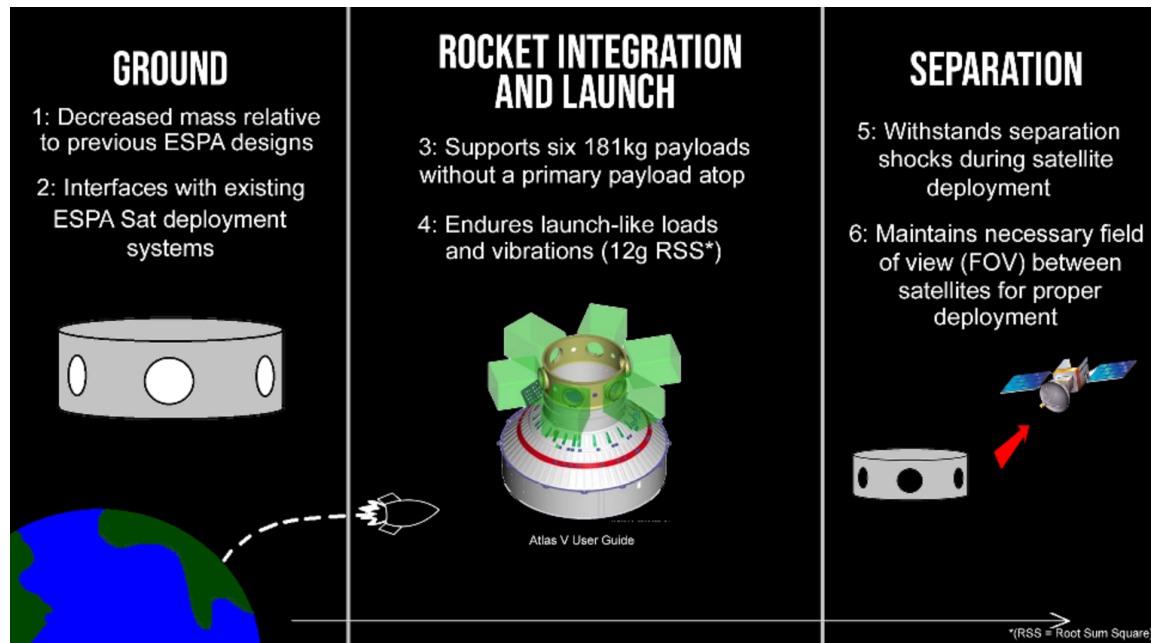 GROUND
1: Decreased mass relative
to previous ESPA designs
2: Interfaces with existing
ESPA Sat deployment
systems
ROCKET INTEGRATION
AND LAUNCH
3: Supports six 181kg payloads
without a primary payload atop
4: Endures launch-like loads
and vibrations (12g RSS*)
Atlas V User Guide
SEPARATION
5: Withstands separation
shocks during satellite
deployment
6: Maintains necessary field
of view (FOV) between
satellites for proper
deployment
*(RSS = Root Sum Square)